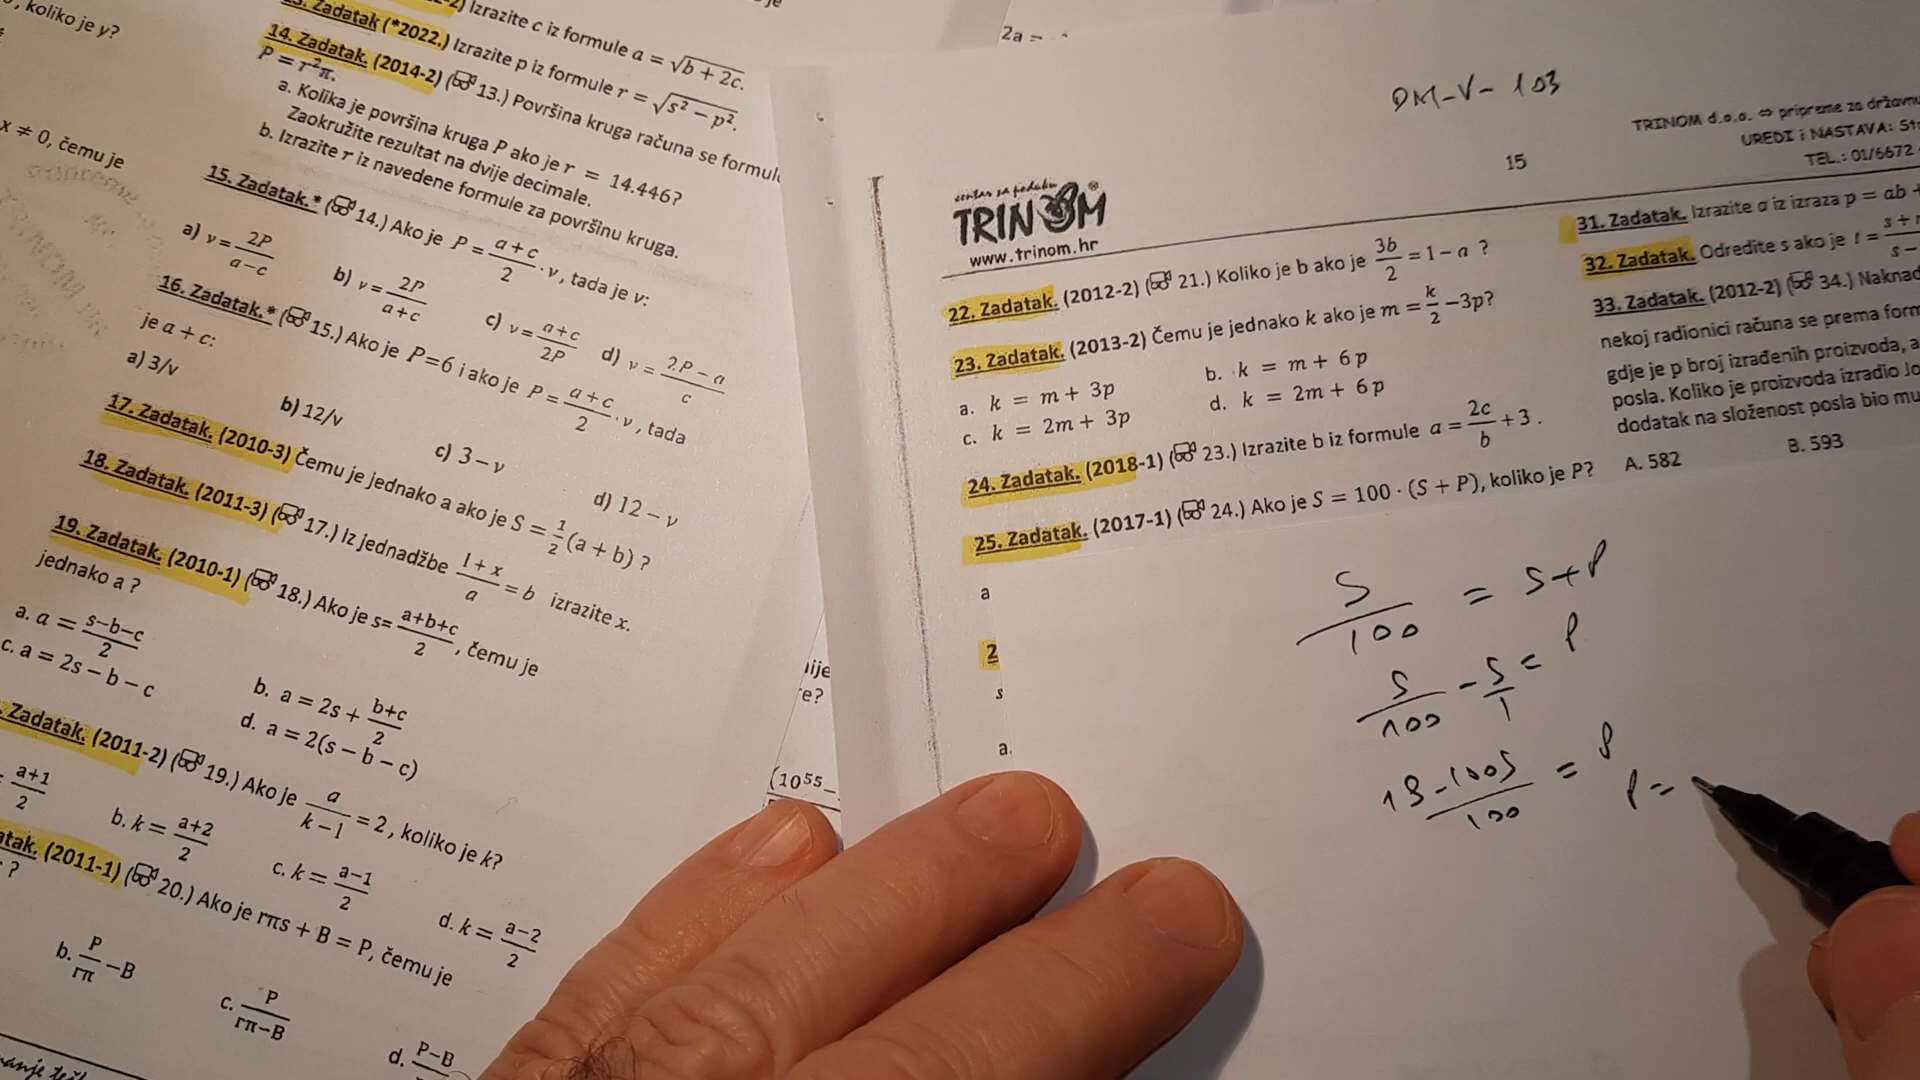 , koliko je y?
x ≠ 0, čemu je
13. Zadatak (*2022.) Izrazite c iz formule a = √(b + 2c).
Izrazite p iz formule r = √(s² − p²).
14. Zadatak. (2014-2) (13.) Površina kruga računa se formul
P = r²π.
a. Kolika je površina kruga P ako je r = 14.446?
Zaokružite rezultat na dvije decimale.
b. Izrazite r iz navedene formule za površinu kruga.
15. Zadatak.* (14.) Ako je P = (a + c)/2 · v, tada je v:
a) v = 2P/(a−c)
b) v = 2P/(a+c)
c) v = (a+c)/2P
d) v = (2P−a)/c
16. Zadatak.* (15.) Ako je P=6 i ako je P = (a+c)/2 · v, tada
je a + c:
a) 3/v
b) 12/v
c) 3 − v
d) 12 − v
17. Zadatak. (2010-3) Čemu je jednako a ako je S = 1/2 (a + b) ?
18. Zadatak. (2011-3) (17.) Iz jednadžbe (1 + x)/a = b izrazite x.
19. Zadatak. (2010-1) (18.) Ako je s= (a+b+c)/2, čemu je
jednako a ?
a. a = (s−b−c)/2
b. a = 2s + (b+c)/2
c. a = 2s − b − c
d. a = 2(s − b − c)
Zadatak. (2011-2) (19.) Ako je a/(k−1) = 2, koliko je k?
(a+1)/2
b. k = (a+2)/2
c. k = (a−1)/2
d. k = (a−2)/2
atak. (2011-1) (20.) Ako je rπs + B = P, čemu je
?
b. P/rπ −B
c. P/(rπ−B)
d. P−B
2a =
ije
e?
(10⁵⁵ −
DM-V-103
TRINOM d.o.o. ⇔ pripreme za državnu
UREDI i NASTAVA: St
TEL.: 01/6672
15
centar za poduku
TRINOM®
www.trinom.hr
22. Zadatak. (2012-2) (21.) Koliko je b ako je 3b/2 = 1 − a ?
23. Zadatak. (2013-2) Čemu je jednako k ako je m = k/2 − 3p?
a. k = m + 3p
b. k = m + 6p
c. k = 2m + 3p
d. k = 2m + 6p
24. Zadatak. (2018-1) (23.) Izrazite b iz formule a = 2c/b + 3 .
25. Zadatak. (2017-1) (24.) Ako je S = 100 · (S + P), koliko je P?
a
2
s
a.
S/100 = S+P
S/100 − S/1 = P
1S−100S/100 = P
P =
31. Zadatak. Izrazite a iz izraza p = ab +
32. Zadatak. Odredite s ako je t = s + r/s −
33. Zadatak. (2012-2) (34.) Naknad
nekoj radionici računa se prema form
gdje je p broj izrađenih proizvoda, a
posla. Koliko je proizvoda izradio Jo
dodatak na složenost posla bio mu
A. 582
B. 593